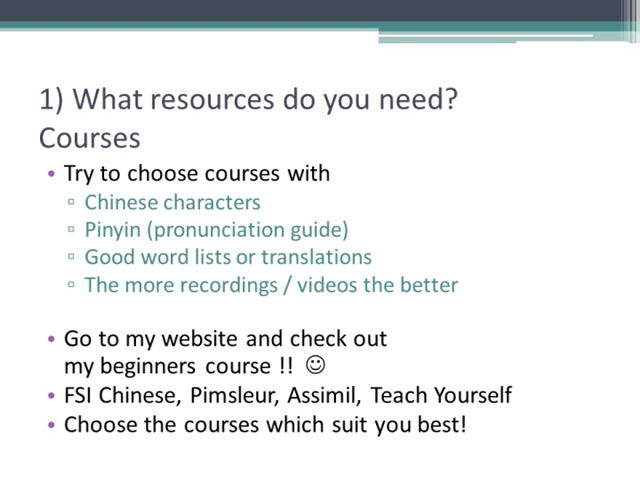 1) What resources do you need?
Courses
• Try to choose courses with
▫ Chinese characters
▫ Pinyin (pronunciation guide)
▫ Good word lists or translations
▫ The more recordings / videos the better
• Go to my website and check out
my beginners course !! ☺
• FSI Chinese, Pimsleur, Assimil, Teach Yourself
• Choose the courses which suit you best!